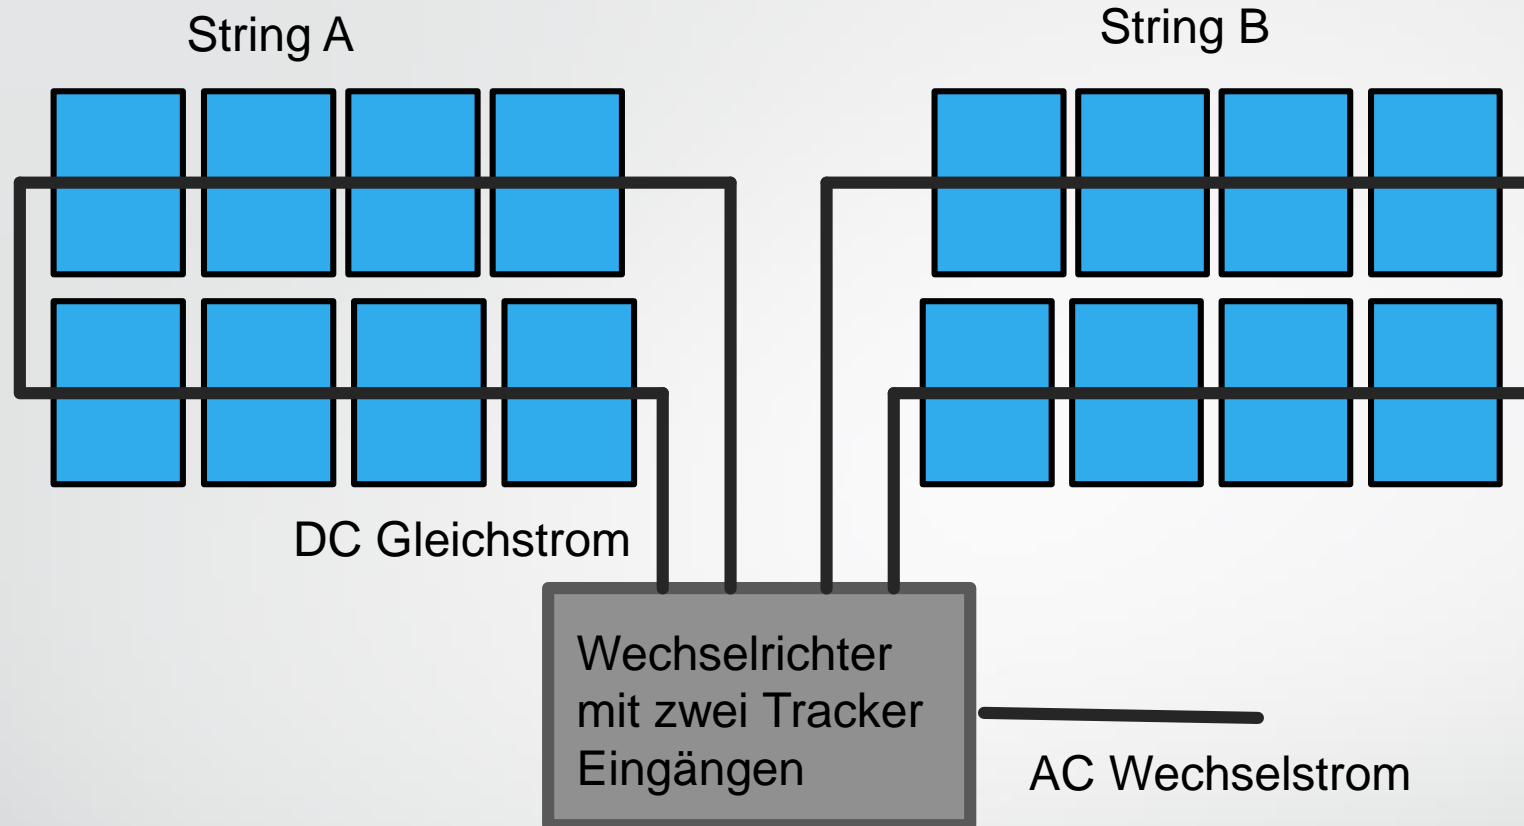 String A
String B
DC Gleichstrom
Wechselrichter
mit zwei Tracker
Eingängen
AC Wechselstrom